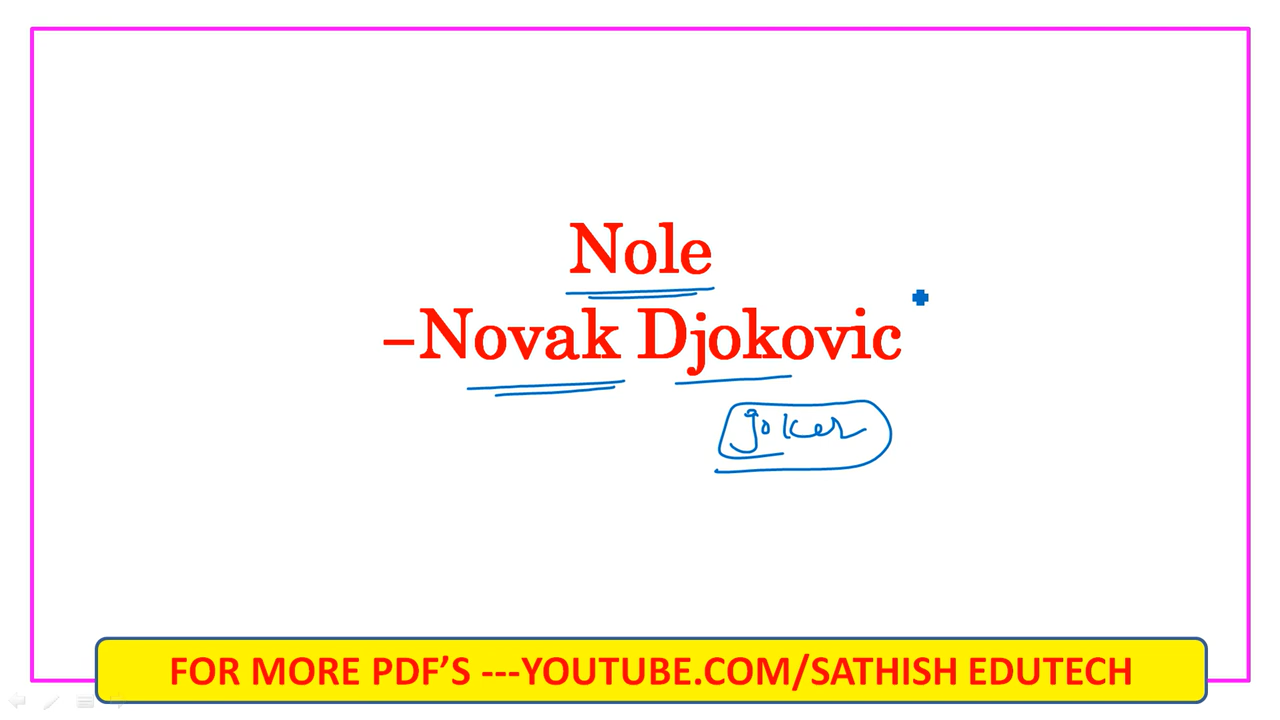 Nole
–Novak Djokovic
joker
FOR MORE PDF’S ---YOUTUBE.COM/SATHISH EDUTECH